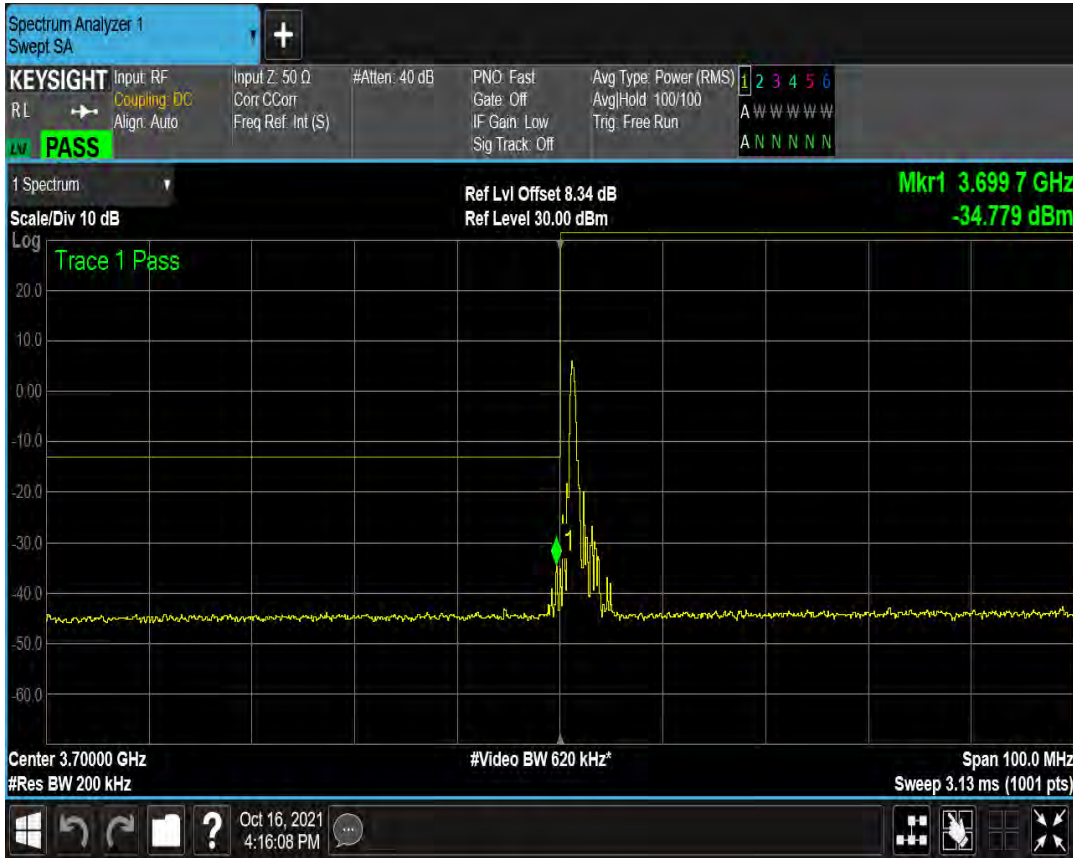 Spectrum Analyzer 1
Swept SA
KEYSIGHT
RL
PASS
Input: RF
Coupling: DC
Align: Auto
Input Z: 50 Ω
Corr CCorr
Freq Ref: Int (S)
#Atten: 40 dB
PNO: Fast
Gate: Off
IF Gain: Low
Sig Track: Off
Avg Type: Power (RMS)
Avg|Hold: 100/100
Trig: Free Run
1 2 3 4 5 6
A W W W W W
A N N N N N
1 Spectrum
Scale/Div 10 dB
Ref Lvl Offset 8.34 dB
Ref Level 30.00 dBm
Mkr1 3.699 7 GHz
-34.779 dBm
Log
Trace 1 Pass
20.0
10.0
0.00
-10.0
-20.0
-30.0
-40.0
-50.0
-60.0
1
Center 3.70000 GHz
#Res BW 200 kHz
#Video BW 620 kHz*
Span 100.0 MHz
Sweep 3.13 ms (1001 pts)
?
Oct 16, 2021
4:16:08 PM